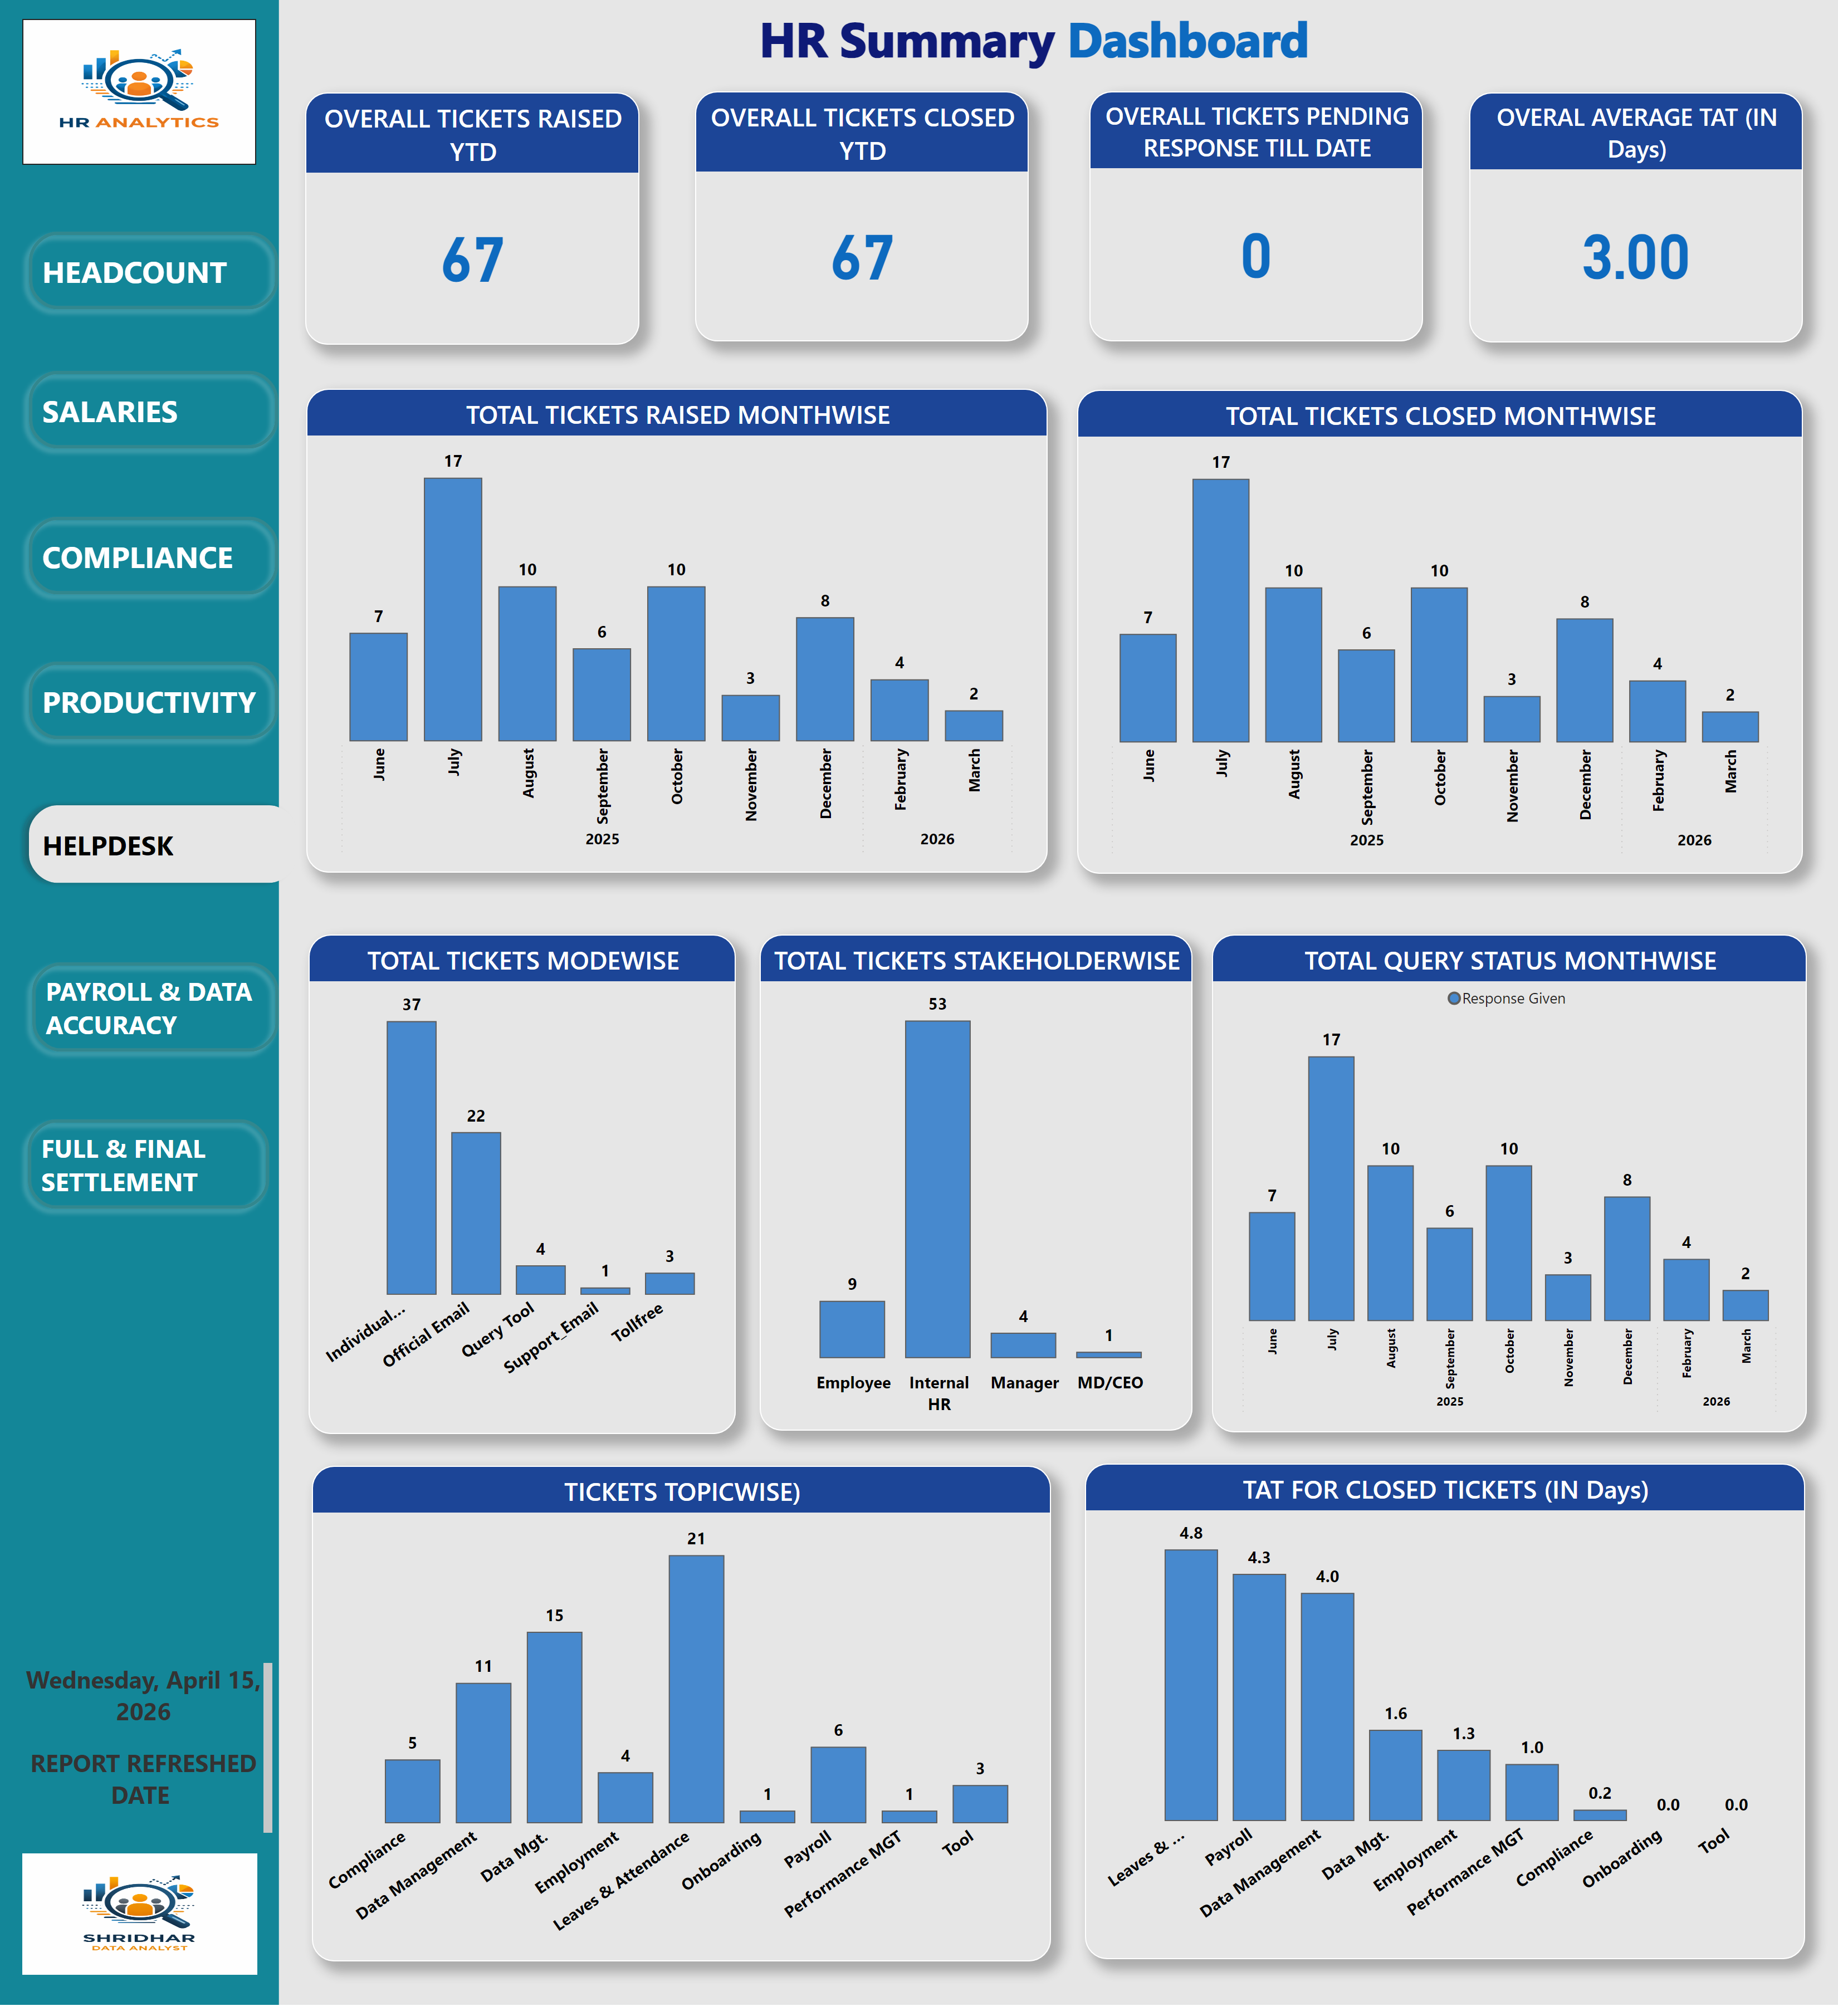 HR Summary Dashboard
HR ANALYTICS
HEADCOUNT
SALARIES
COMPLIANCE
PRODUCTIVITY
HELPDESK
PAYROLL & DATA
ACCURACY
FULL & FINAL
SETTLEMENT
Wednesday, April 15,
2026
REPORT REFRESHED
DATE
SHRIDHAR
DATA ANALYST
OVERALL TICKETS RAISED
YTD
67
OVERALL TICKETS CLOSED
YTD
67
OVERALL TICKETS PENDING
RESPONSE TILL DATE
0
OVERAL AVERAGE TAT (IN
Days)
3.00
TOTAL TICKETS RAISED MONTHWISE
7 17 10 6 10 3 8 4 2
June July August September October November December February March
2025 2026
TOTAL TICKETS CLOSED MONTHWISE
7 17 10 6 10 3 8 4 2
June July August September October November December February March
2025 2026
TOTAL TICKETS MODEWISE
37 22 4 1 3
Individual... Official Email Query Tool Support_Email Tollfree
TOTAL TICKETS STAKEHOLDERWISE
9 53 4 1
Employee Internal Manager MD/CEO
HR
TOTAL QUERY STATUS MONTHWISE
Response Given
7 17 10 6 10 3 8 4 2
June July August September October November December February March
2025 2026
TICKETS TOPICWISE)
5 11 15 4 21 1 6 1 3
Compliance Data Management Data Mgt. Employment Leaves & Attendance Onboarding Payroll Performance MGT Tool
TAT FOR CLOSED TICKETS (IN Days)
4.8 4.3 4.0 1.6 1.3 1.0 0.2 0.0 0.0
Leaves & ... Payroll Data Management Data Mgt. Employment Performance MGT Compliance Onboarding Tool